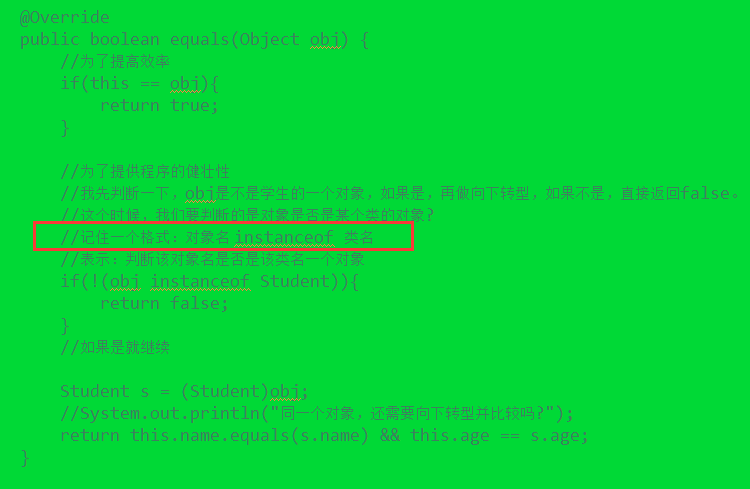 @Override
public boolean equals(Object obj) {
//为了提高效率
if(this == obj){
return true;
}
//为了提供程序的健壮性
//我先判断一下，obj是不是学生的一个对象，如果是，再做向下转型，如果不是，直接返回false。
//这个时候，我们要判断的是对象是否是某个类的对象?
//记住一个格式：对象名 instanceof 类名
//表示：判断该对象名是否是该类名一个对象
if(!(obj instanceof Student)){
return false;
}
//如果是就继续
Student s = (Student)obj;
//System.out.println("同一个对象，还需要向下转型并比较吗?");
return this.name.equals(s.name) && this.age == s.age;
}